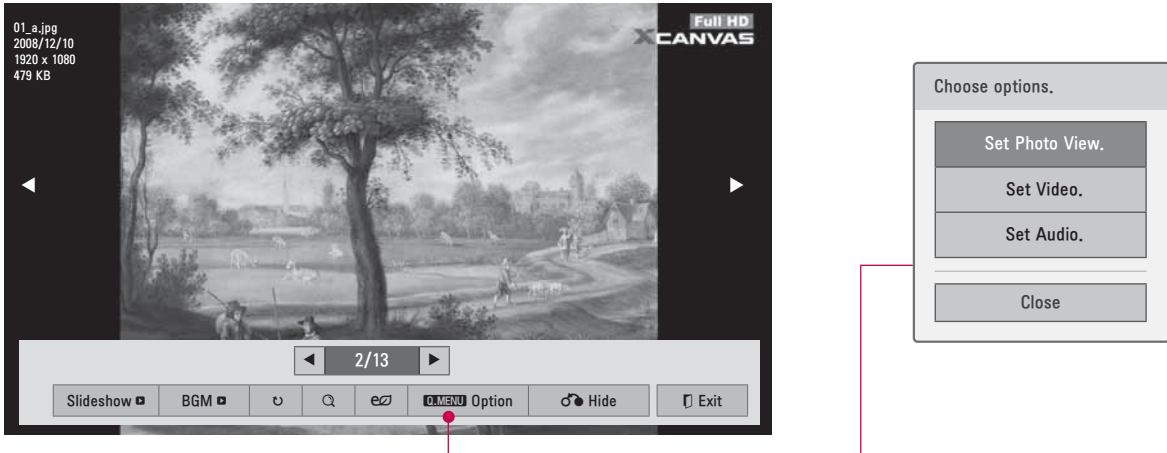 01_a.jpg
2008/12/10
1920 x 1080
479 KB
Full HD
XCANVAS
2/13
Slideshow
BGM
Q.MENU Option
Hide
Exit
Choose options.
Set Photo View.
Set Video.
Set Audio.
Close